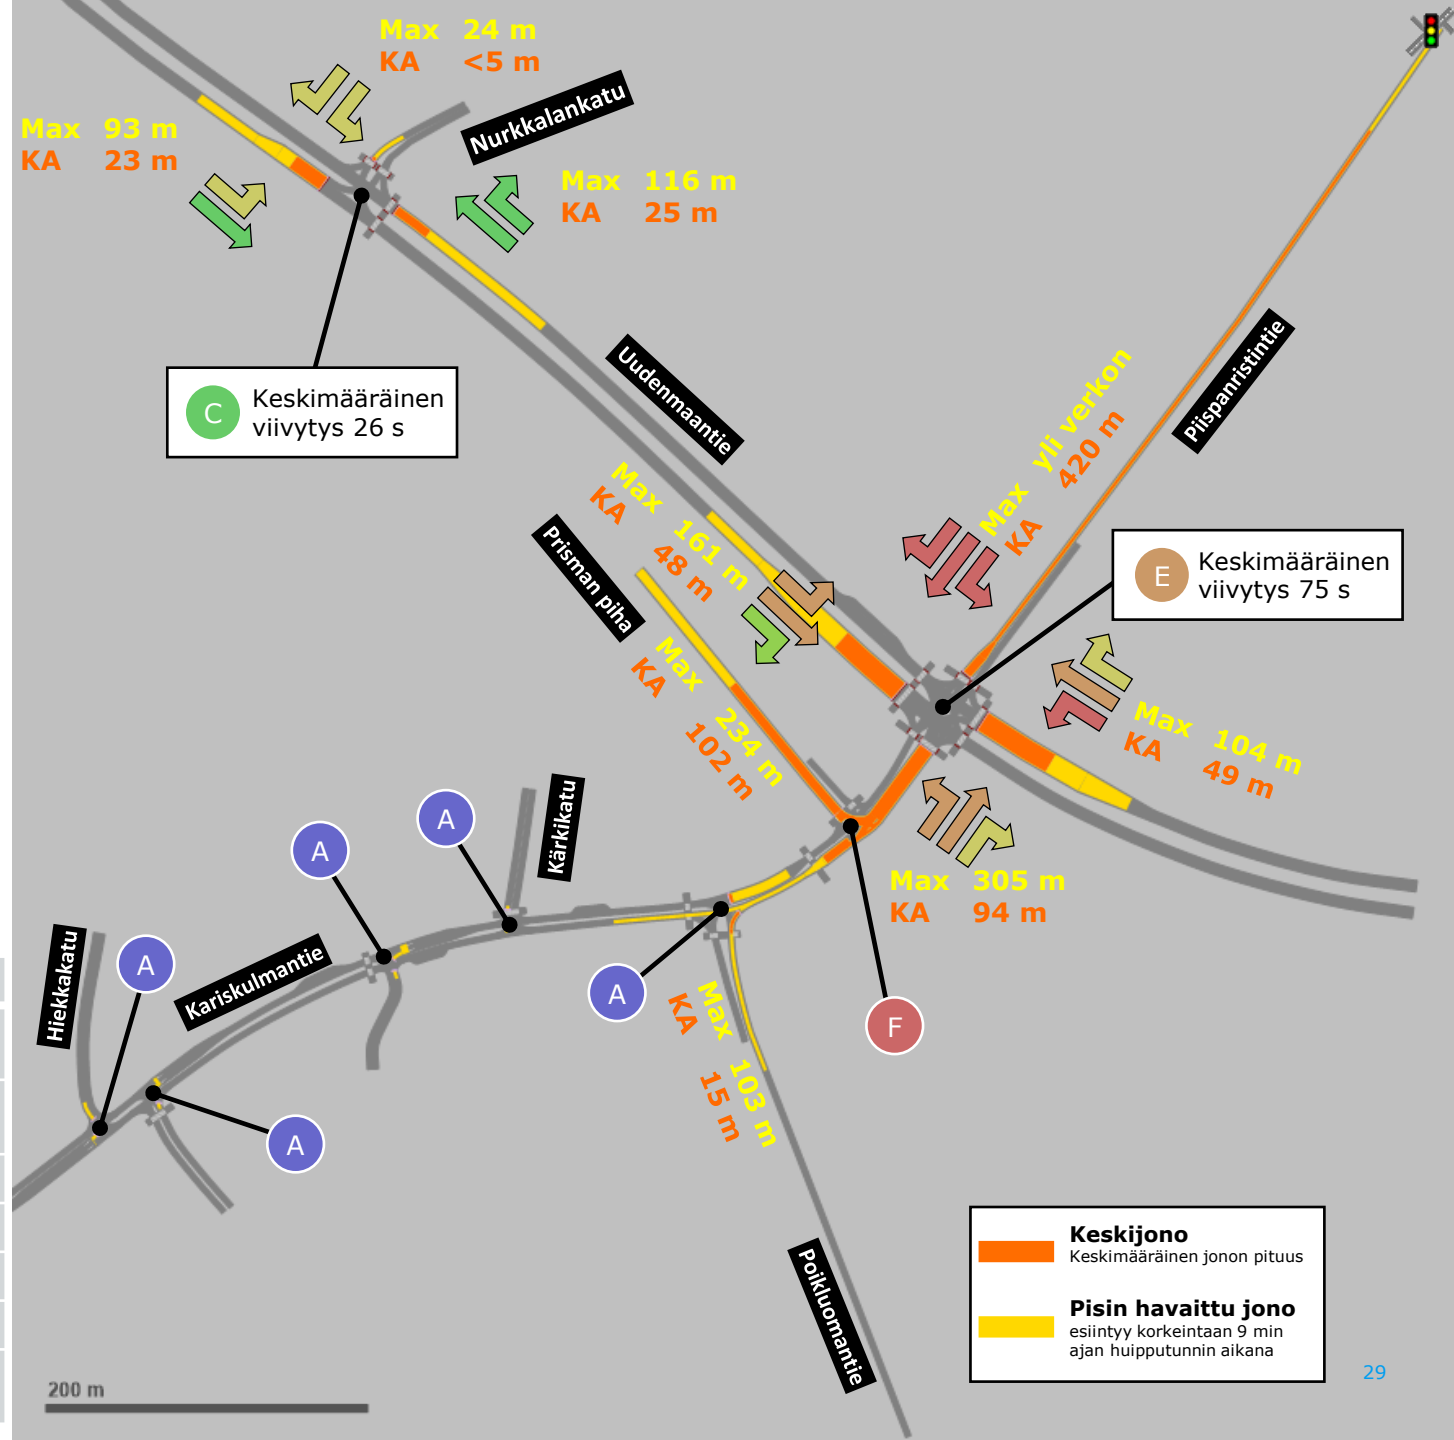 Max 24 m
KA <5 m
Nurkkalankatu
Max 93 m
KA 23 m
Max 116 m
KA 25 m
C
Keskimääräinen
viivytys 26 s
Uudenmaantie
Piispanristintie
Max yli verkon
KA 420 m
Max 161 m
KA 48 m
Prisman piha
E
Keskimääräinen
viivytys 75 s
Max 234 m
KA 102 m
Max 104 m
KA 49 m
Kärkikatu
A
A
Max 305 m
KA 94 m
Hiekkakatu
A
Kariskulmantie
A
F
Max 103 m
KA 15 m
A
Poikluomantie
Keskijono
Keskimääräinen jonon pituus
Pisin havaittu jono
esiintyy korkeintaan 9 min
ajan huipputunnin aikana
29
200 m